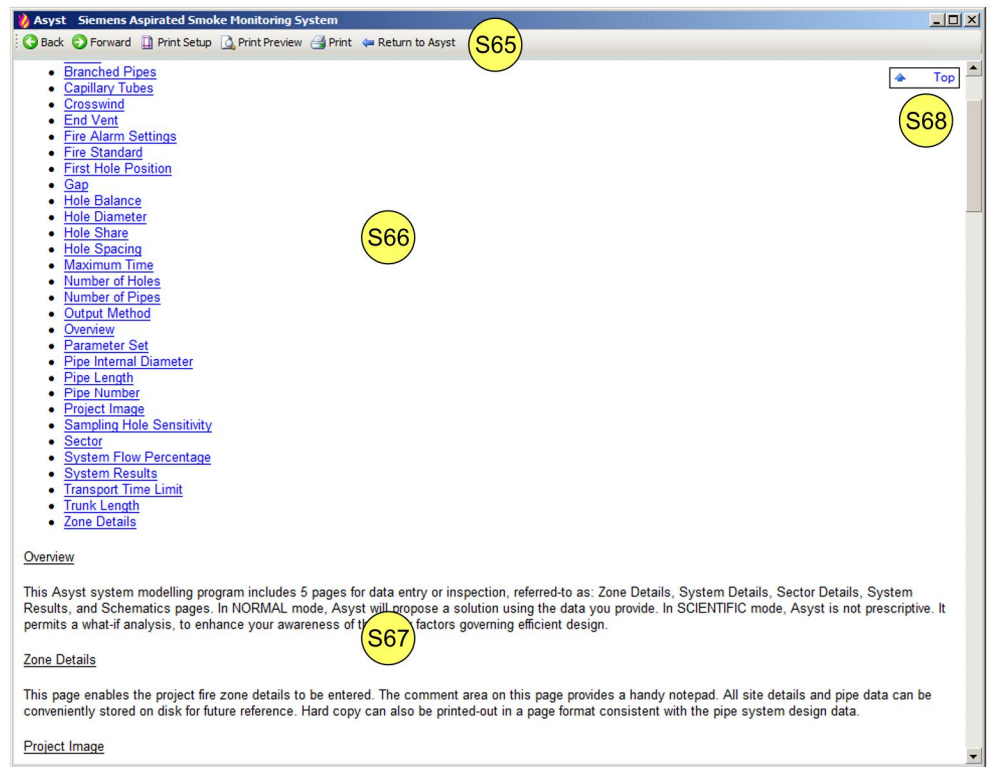 Asyst Siemens Aspirated Smoke Monitoring System
Back Forward Print Setup Print Preview Print Return to Asyst
S65
Top
S68
Branched Pipes
Capillary Tubes
Crosswind
End Vent
Fire Alarm Settings
Fire Standard
First Hole Position
Gap
Hole Balance
Hole Diameter
Hole Share
Hole Spacing
S66
Maximum Time
Number of Holes
Number of Pipes
Output Method
Overview
Parameter Set
Pipe Internal Diameter
Pipe Length
Pipe Number
Project Image
Sampling Hole Sensitivity
Sector
System Flow Percentage
System Results
Transport Time Limit
Trunk Length
Zone Details
Overview
This Asyst system modelling program includes 5 pages for data entry or inspection, referred-to as: Zone Details, System Details, Sector Details, System
Results, and Schematics pages. In NORMAL mode, Asyst will propose a solution using the data you provide. In SCIENTIFIC mode, Asyst is not prescriptive. It
permits a what-if analysis, to enhance your awareness of factors governing efficient design.
S67
Zone Details
This page enables the project fire zone details to be entered. The comment area on this page provides a handy notepad. All site details and pipe data can be
conveniently stored on disk for future reference. Hard copy can also be printed-out in a page format consistent with the pipe system design data.
Project Image